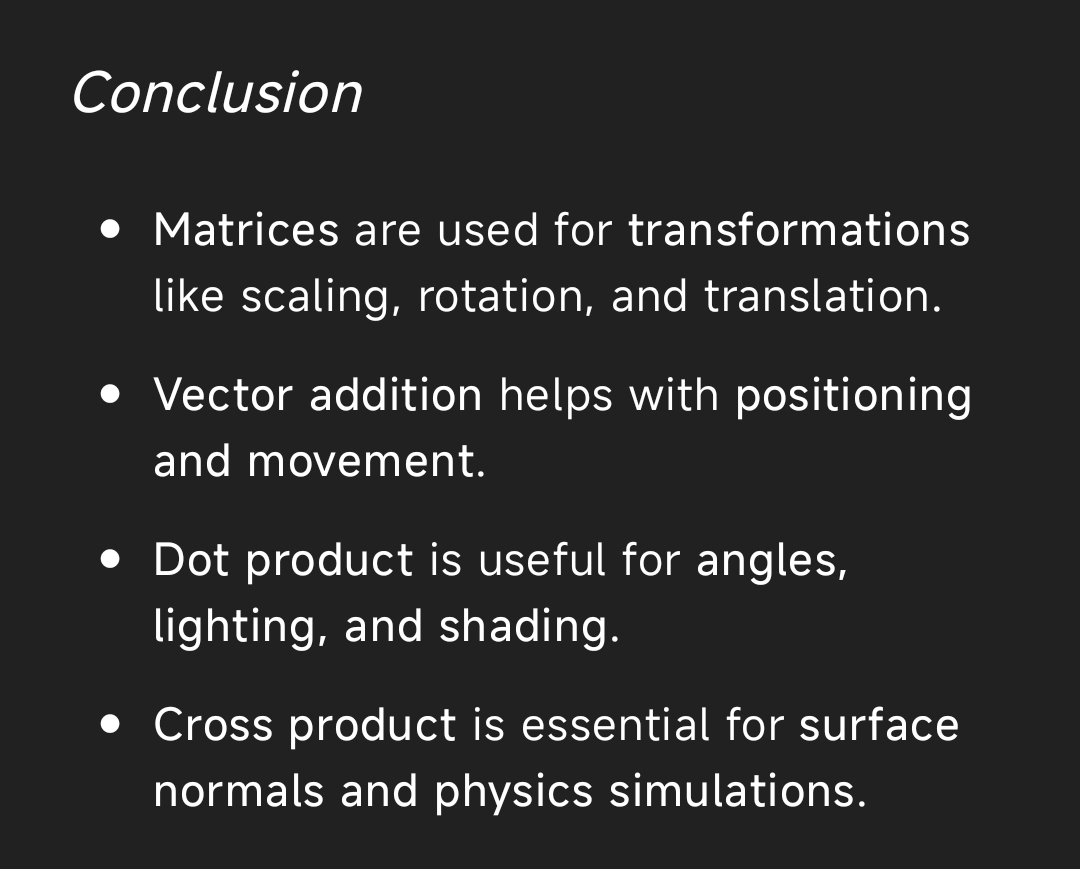 Conclusion
• Matrices are used for transformations
like scaling, rotation, and translation.
• Vector addition helps with positioning
and movement.
• Dot product is useful for angles,
lighting, and shading.
• Cross product is essential for surface
normals and physics simulations.